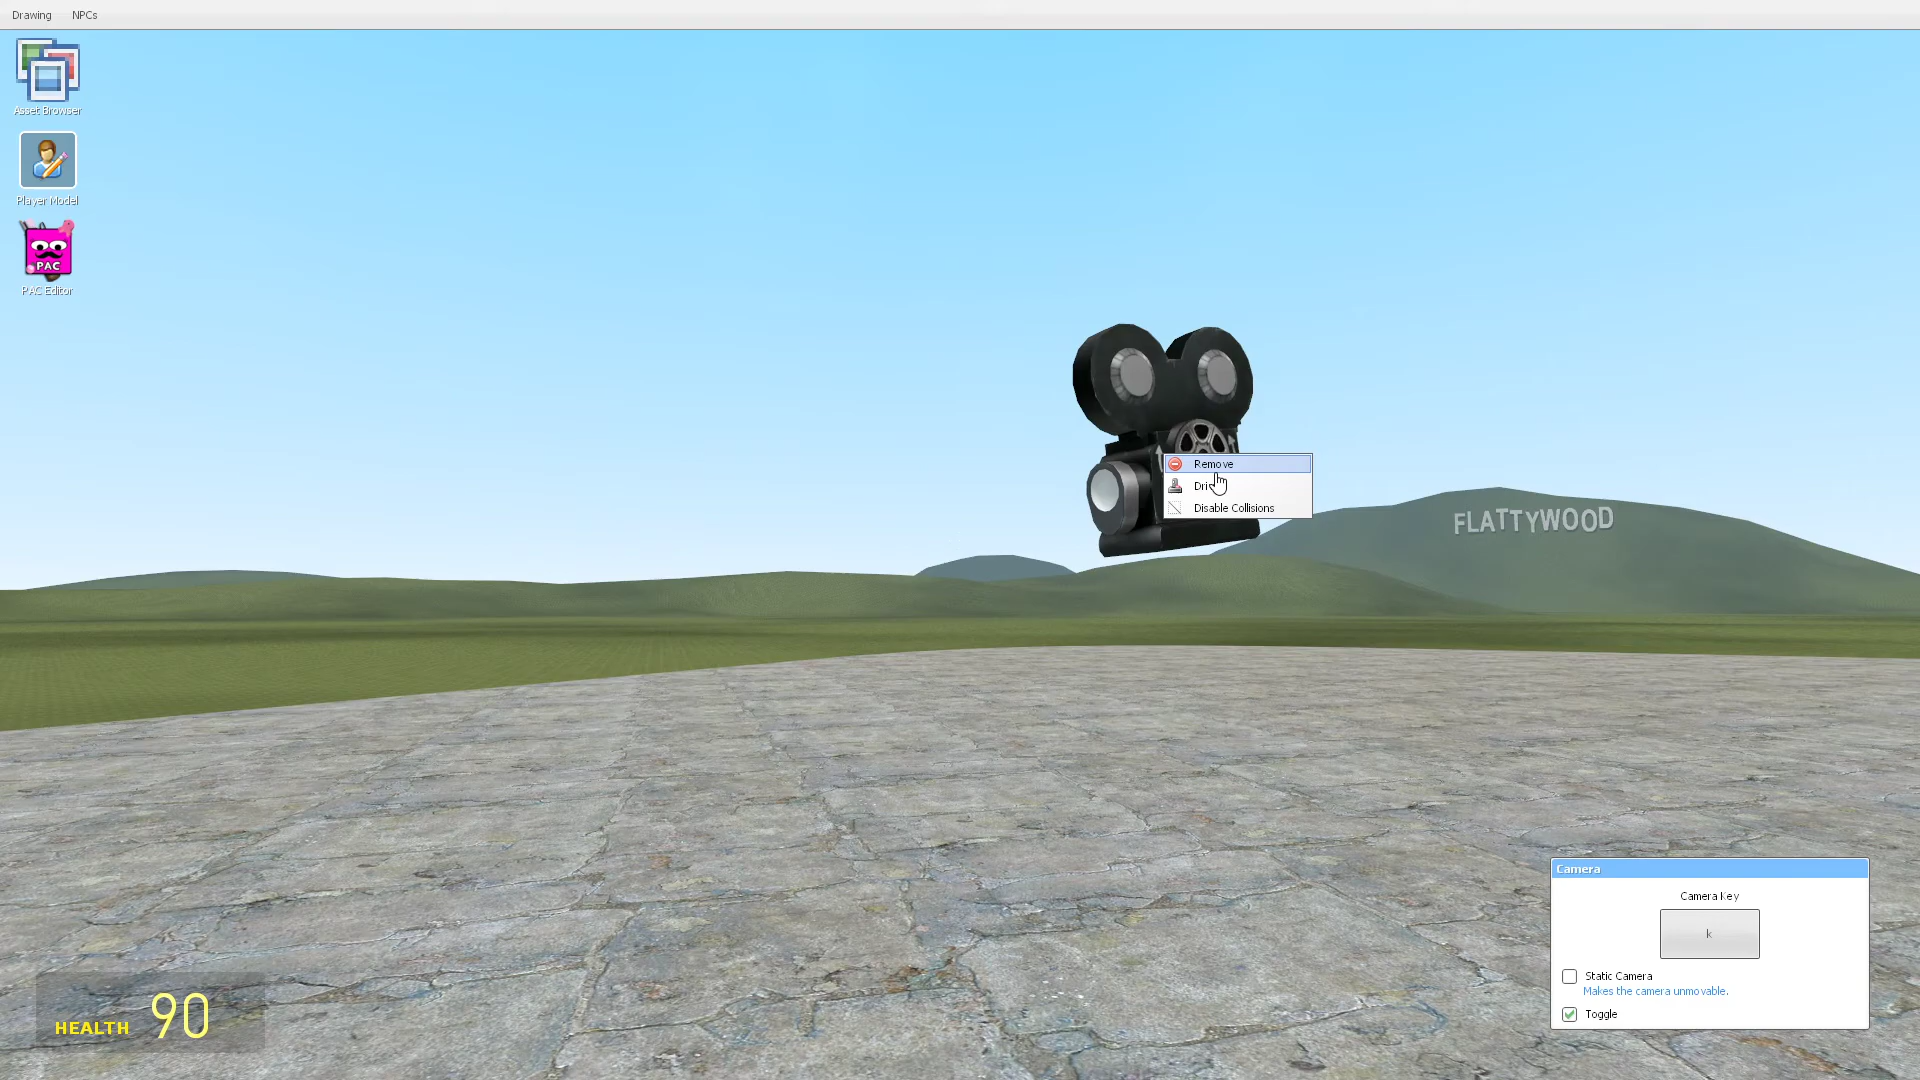 Drawing NPCs
Asset Browser
Player Model
PAC
PAC Editor
Remove
Disable Collisions
FLATTYWOOD
Camera
Camera Key
k
Static Camera
Makes the camera unmovable.
Toggle
HEALTH 90